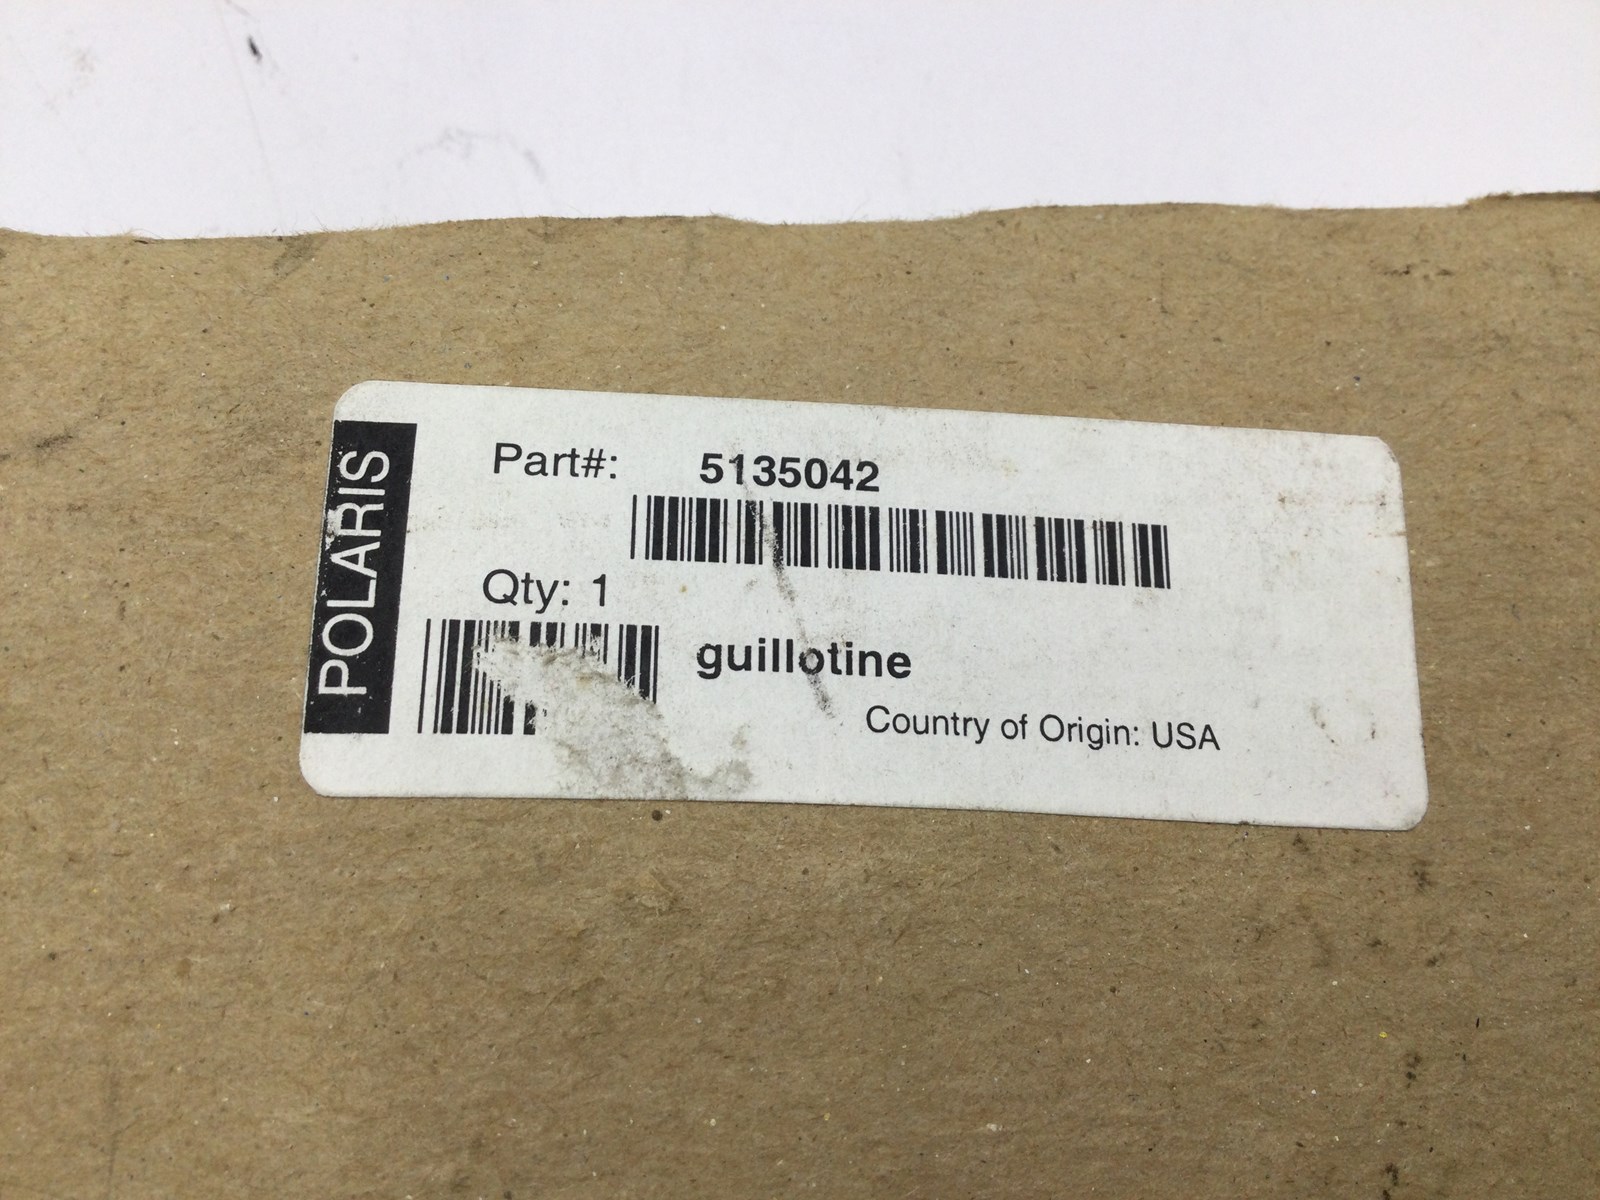 POLARIS
Part#: 5135042
Qty: 1
guillotine
Country of Origin: USA